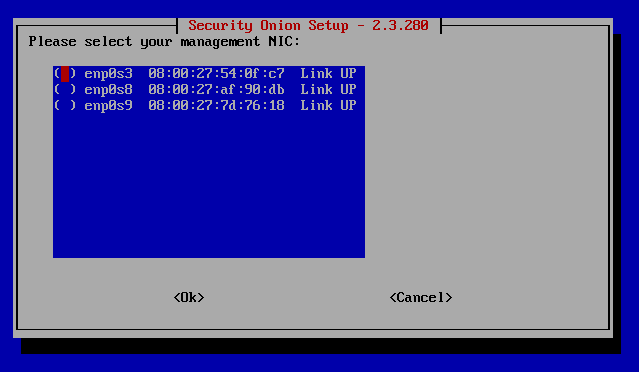 Security Onion Setup - 2.3.280
Please select your management NIC:
( ) enp0s3 08:00:27:54:0f:c7 Link UP
( ) enp0s8 08:00:27:af:90:db Link UP
( ) enp0s9 08:00:27:7d:76:18 Link UP
<Ok> <Cancel>